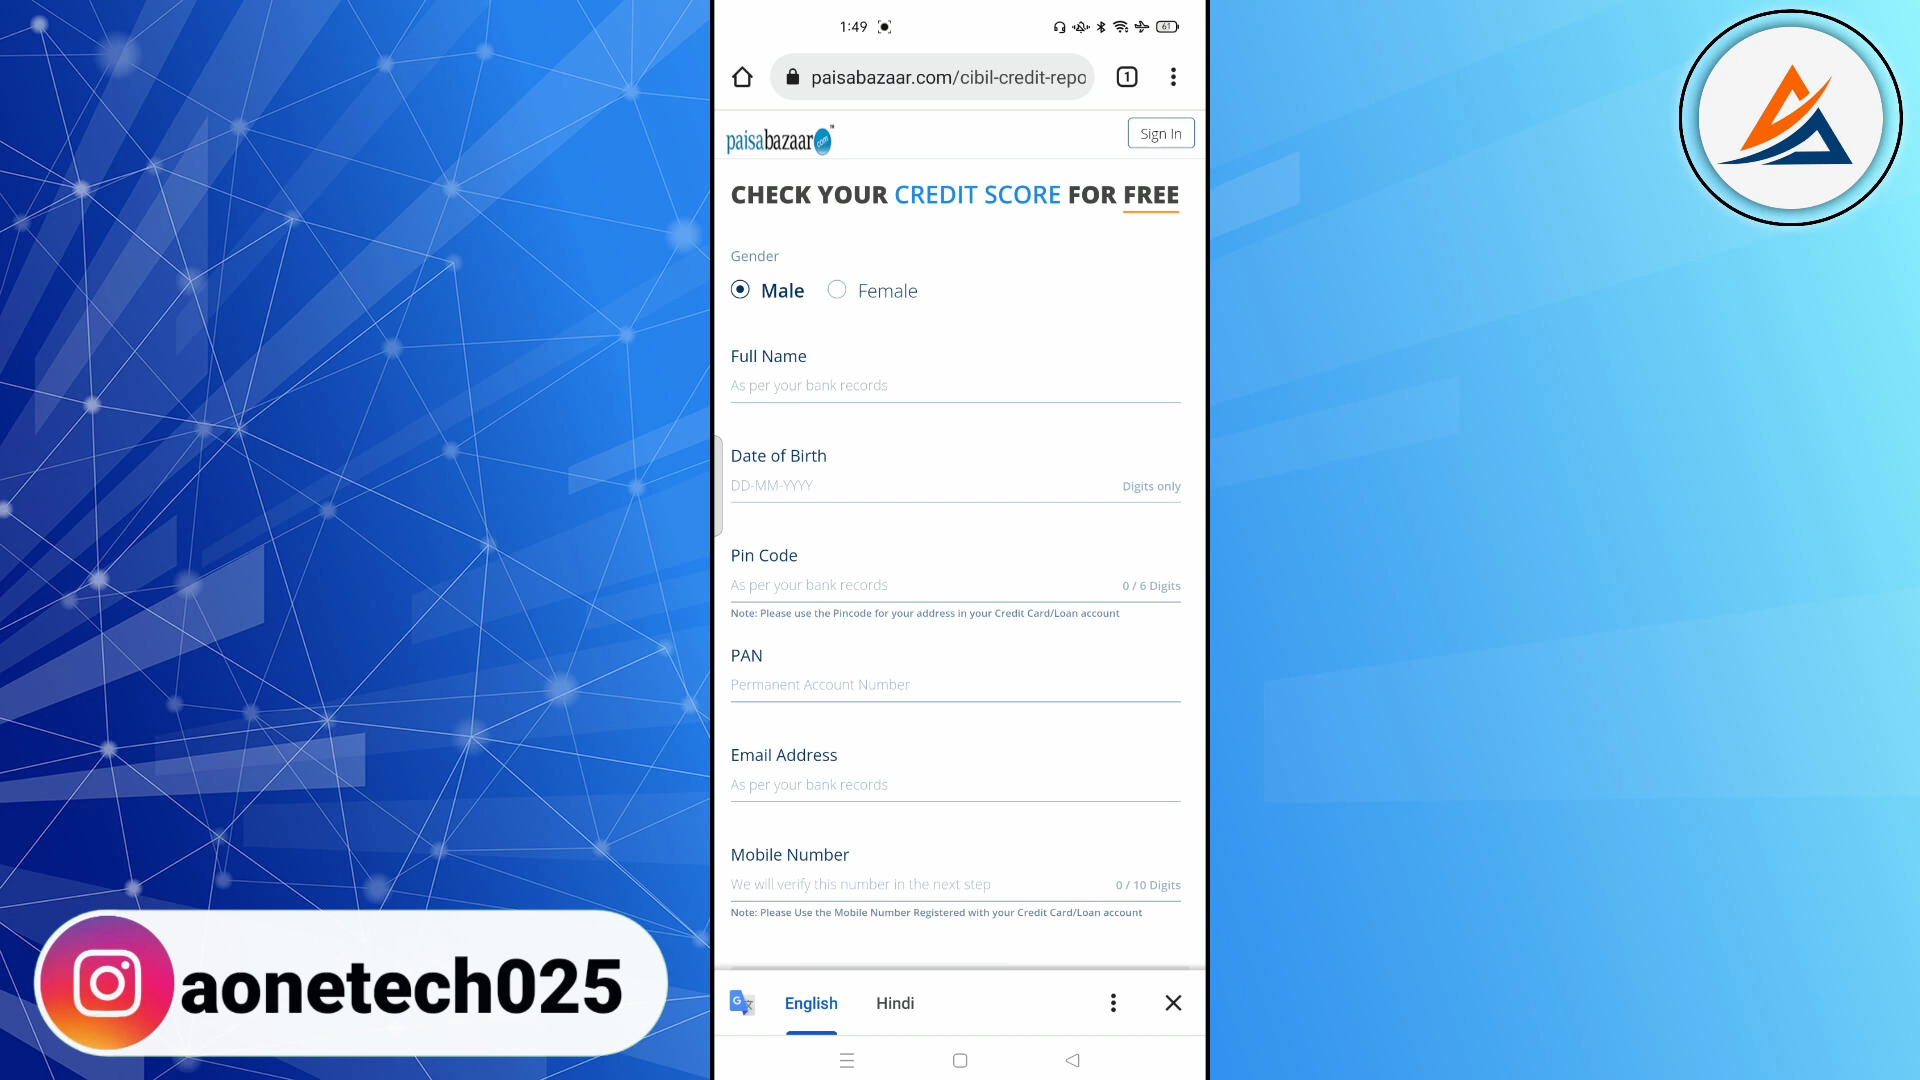 1:49
61
paisabazaar.com/cibil-credit-repo
1
paisabazaar.com
TM
Sign In
CHECK YOUR CREDIT SCORE FOR FREE
Gender
Male
Female
Full Name
As per your bank records
Date of Birth
DD-MM-YYYY
Digits only
Pin Code
As per your bank records
0 / 6 Digits
Note: Please use the Pincode for your address in your Credit Card/Loan account
PAN
Permanent Account Number
Email Address
As per your bank records
Mobile Number
We will verify this number in the next step
0 / 10 Digits
Note: Please Use the Mobile Number Registered with your Credit Card/Loan account
G
English
Hindi
aonetech025